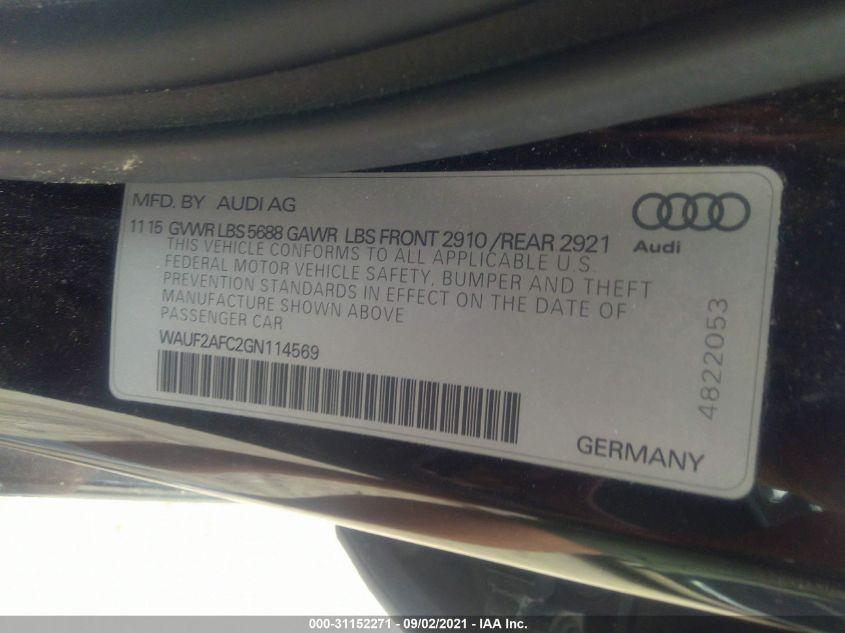 MFD. BY AUDI AG
11 15 GVWR LBS 5688 GAWR LBS FRONT 2910 /REAR 2921
THIS VEHICLE CONFORMS TO ALL APPLICABLE U.S.
FEDERAL MOTOR VEHICLE SAFETY, BUMPER AND THEFT
PREVENTION STANDARDS IN EFFECT ON THE DATE OF
MANUFACTURE SHOWN ABOVE
PASSENGER CAR
WAUF2AFC2GN114569
Audi
4822053
GERMANY
000-31152271 - 09/02/2021 - IAA Inc.